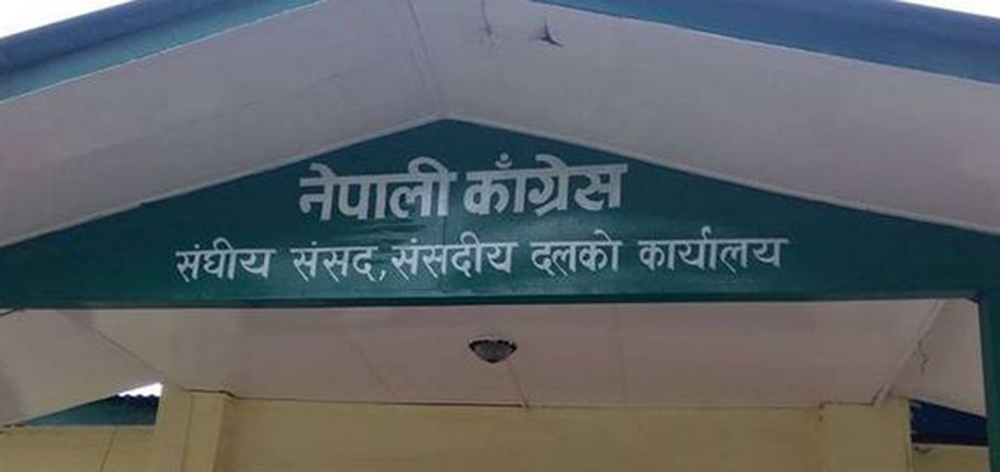 नेपाली काँग्रेस
संघीय संसद, संसदीय दलको कार्यालय